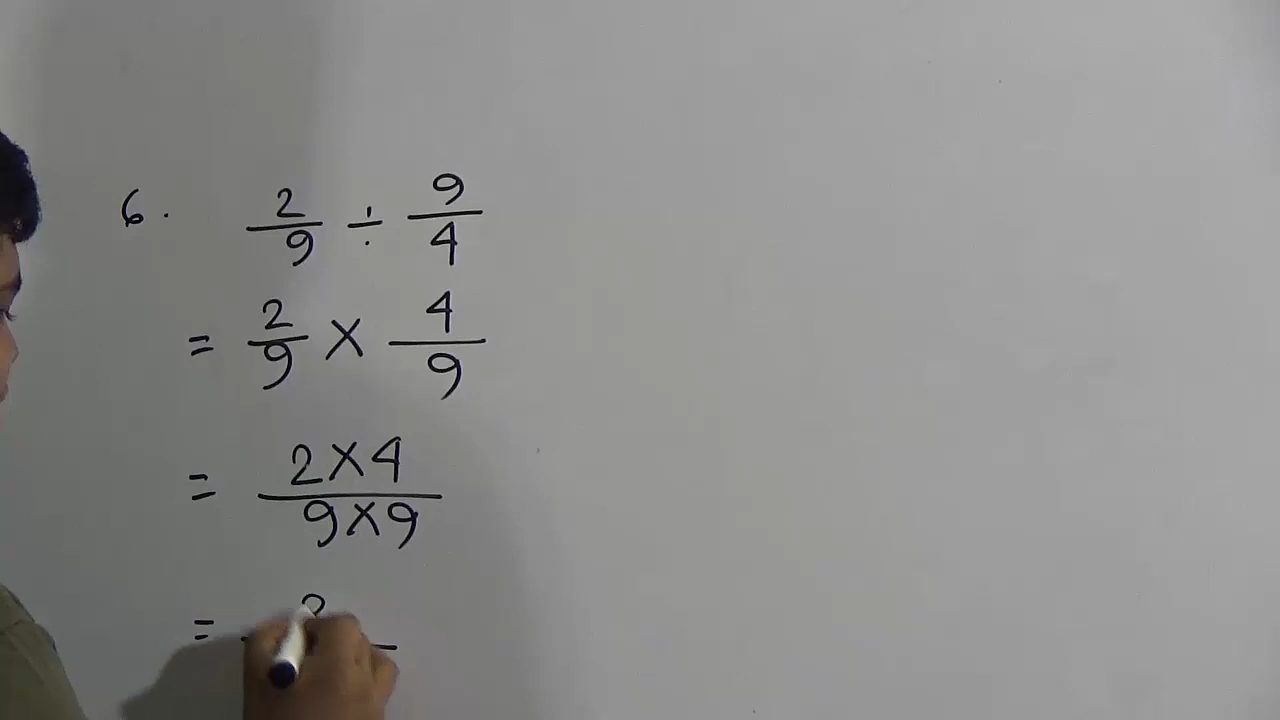 6. 2/9 ÷ 9/4
= 2/9 × 4/9
= 2×4/9×9
=